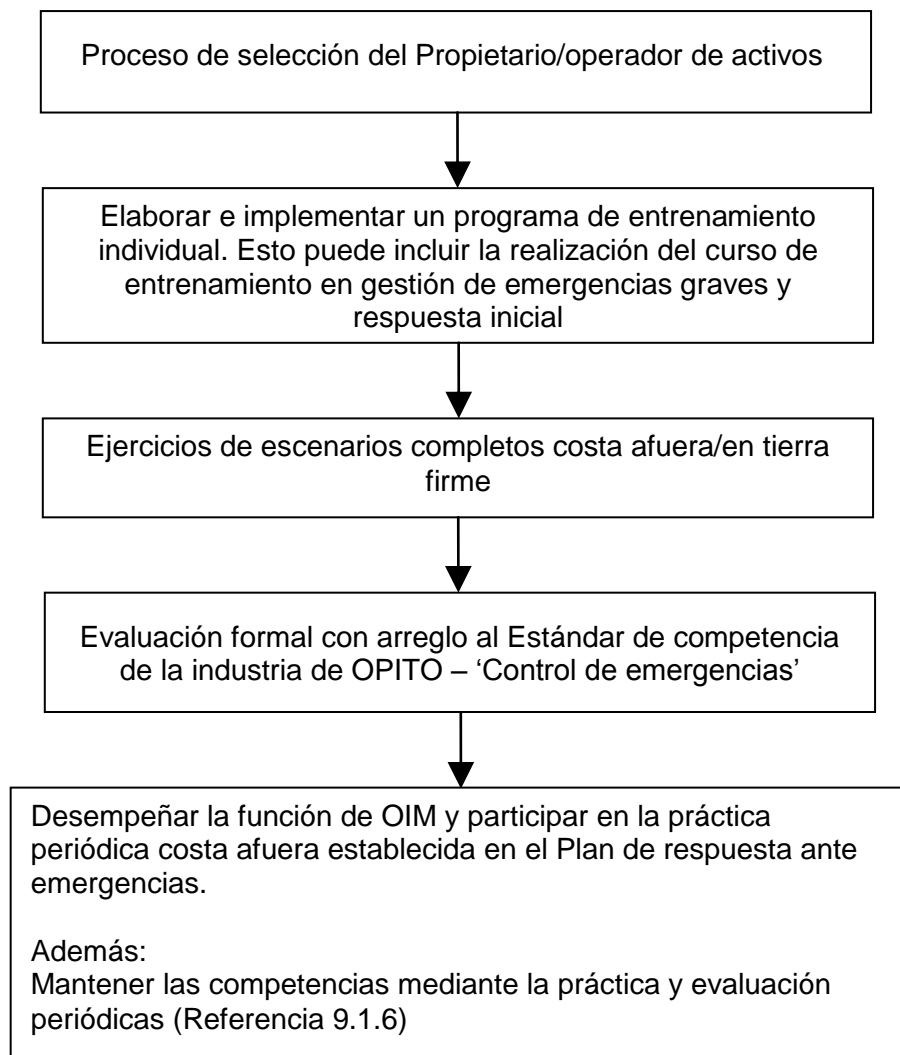 Proceso de selección del Propietario/operador de activos
Elaborar e implementar un programa de entrenamiento
individual. Esto puede incluir la realización del curso de
entrenamiento en gestión de emergencias graves y
respuesta inicial
Ejercicios de escenarios completos costa afuera/en tierra
firme
Evaluación formal con arreglo al Estándar de competencia
de la industria de OPITO – ‘Control de emergencias’
Desempeñar la función de OIM y participar en la práctica
periódica costa afuera establecida en el Plan de respuesta ante
emergencias.
Además:
Mantener las competencias mediante la práctica y evaluación
periódicas (Referencia 9.1.6)